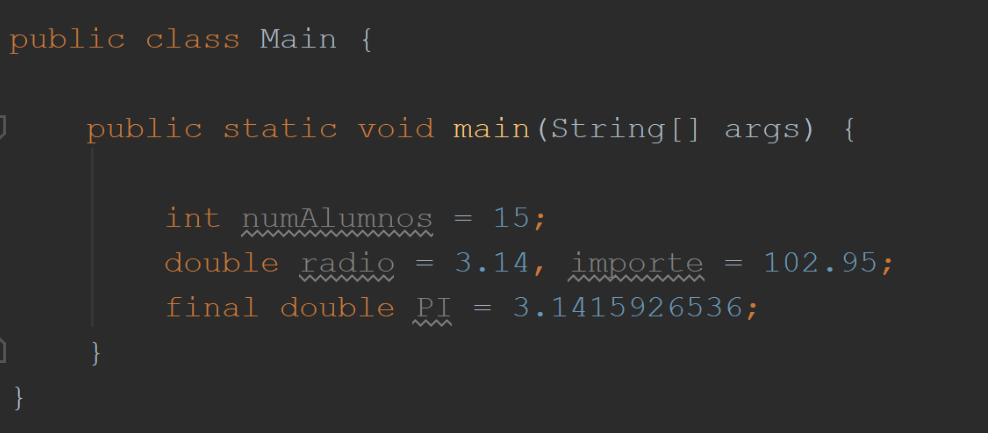 public class Main {
public static void main(String[] args) {
int numAlumnos = 15;
double radio = 3.14, importe = 102.95;
final double PI = 3.1415926536;
}
}